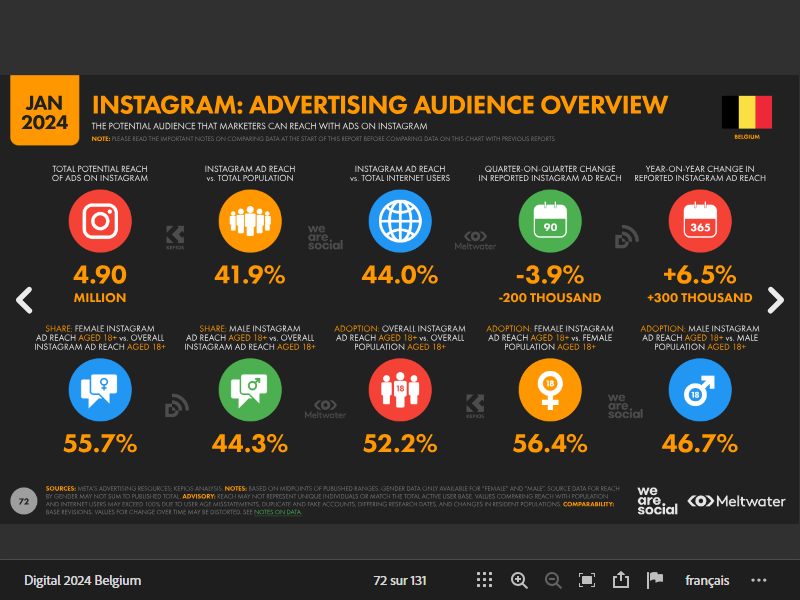 JAN
2024
INSTAGRAM: ADVERTISING AUDIENCE OVERVIEW
THE POTENTIAL AUDIENCE THAT MARKETERS CAN REACH WITH ADS ON INSTAGRAM
NOTE: PLEASE READ THE IMPORTANT NOTES ON COMPARING DATA AT THE START OF THIS REPORT BEFORE COMPARING DATA ON THIS CHART WITH PREVIOUS REPORTS
BELGIUM
TOTAL POTENTIAL REACH
OF ADS ON INSTAGRAM
4.90
MILLION
INSTAGRAM AD REACH
vs. TOTAL POPULATION
41.9%
INSTAGRAM AD REACH
vs. TOTAL INTERNET USERS
44.0%
QUARTER-ON-QUARTER CHANGE
IN REPORTED INSTAGRAM AD REACH
90
-3.9%
-200 THOUSAND
YEAR-ON-YEAR CHANGE IN
REPORTED INSTAGRAM AD REACH
365
+6.5%
+300 THOUSAND
KEPIOS
we
are.
social
Meltwater
SHARE: FEMALE INSTAGRAM
AD REACH AGED 18+ vs. OVERALL
INSTAGRAM AD REACH AGED 18+
55.7%
SHARE: MALE INSTAGRAM
AD REACH AGED 18+ vs. OVERALL
INSTAGRAM AD REACH AGED 18+
44.3%
ADOPTION: OVERALL INSTAGRAM
AD REACH AGED 18+ vs. OVERALL
POPULATION AGED 18+
18
52.2%
ADOPTION: FEMALE INSTAGRAM
AD REACH AGED 18+ vs. FEMALE
POPULATION AGED 18+
18
56.4%
ADOPTION: MALE INSTAGRAM
AD REACH AGED 18+ vs. MALE
POPULATION AGED 18+
18
46.7%
Meltwater
KEPIOS
we
are.
social
72
SOURCES: META'S ADVERTISING RESOURCES; KEPIOS ANALYSIS. NOTES: BASED ON MIDPOINTS OF PUBLISHED RANGES. GENDER DATA ONLY AVAILABLE FOR "FEMALE" AND "MALE". SOURCE DATA FOR REACH
BY GENDER MAY NOT SUM TO PUBLISHED TOTAL. ADVISORY: REACH MAY NOT REPRESENT UNIQUE INDIVIDUALS OR MATCH THE TOTAL ACTIVE USER BASE. VALUES COMPARING REACH WITH POPULATION
AND INTERNET USERS MAY EXCEED 100% DUE TO USER AGE MISSTATEMENTS, DUPLICATE AND FAKE ACCOUNTS, DIFFERING RESEARCH DATES, AND CHANGES IN RESIDENT POPULATIONS. COMPARABILITY:
BASE REVISIONS. VALUES FOR CHANGE OVER TIME MAY BE DISTORTED. SEE NOTES ON DATA.
we
are.
social
Meltwater
Digital 2024 Belgium
72 sur 131
français